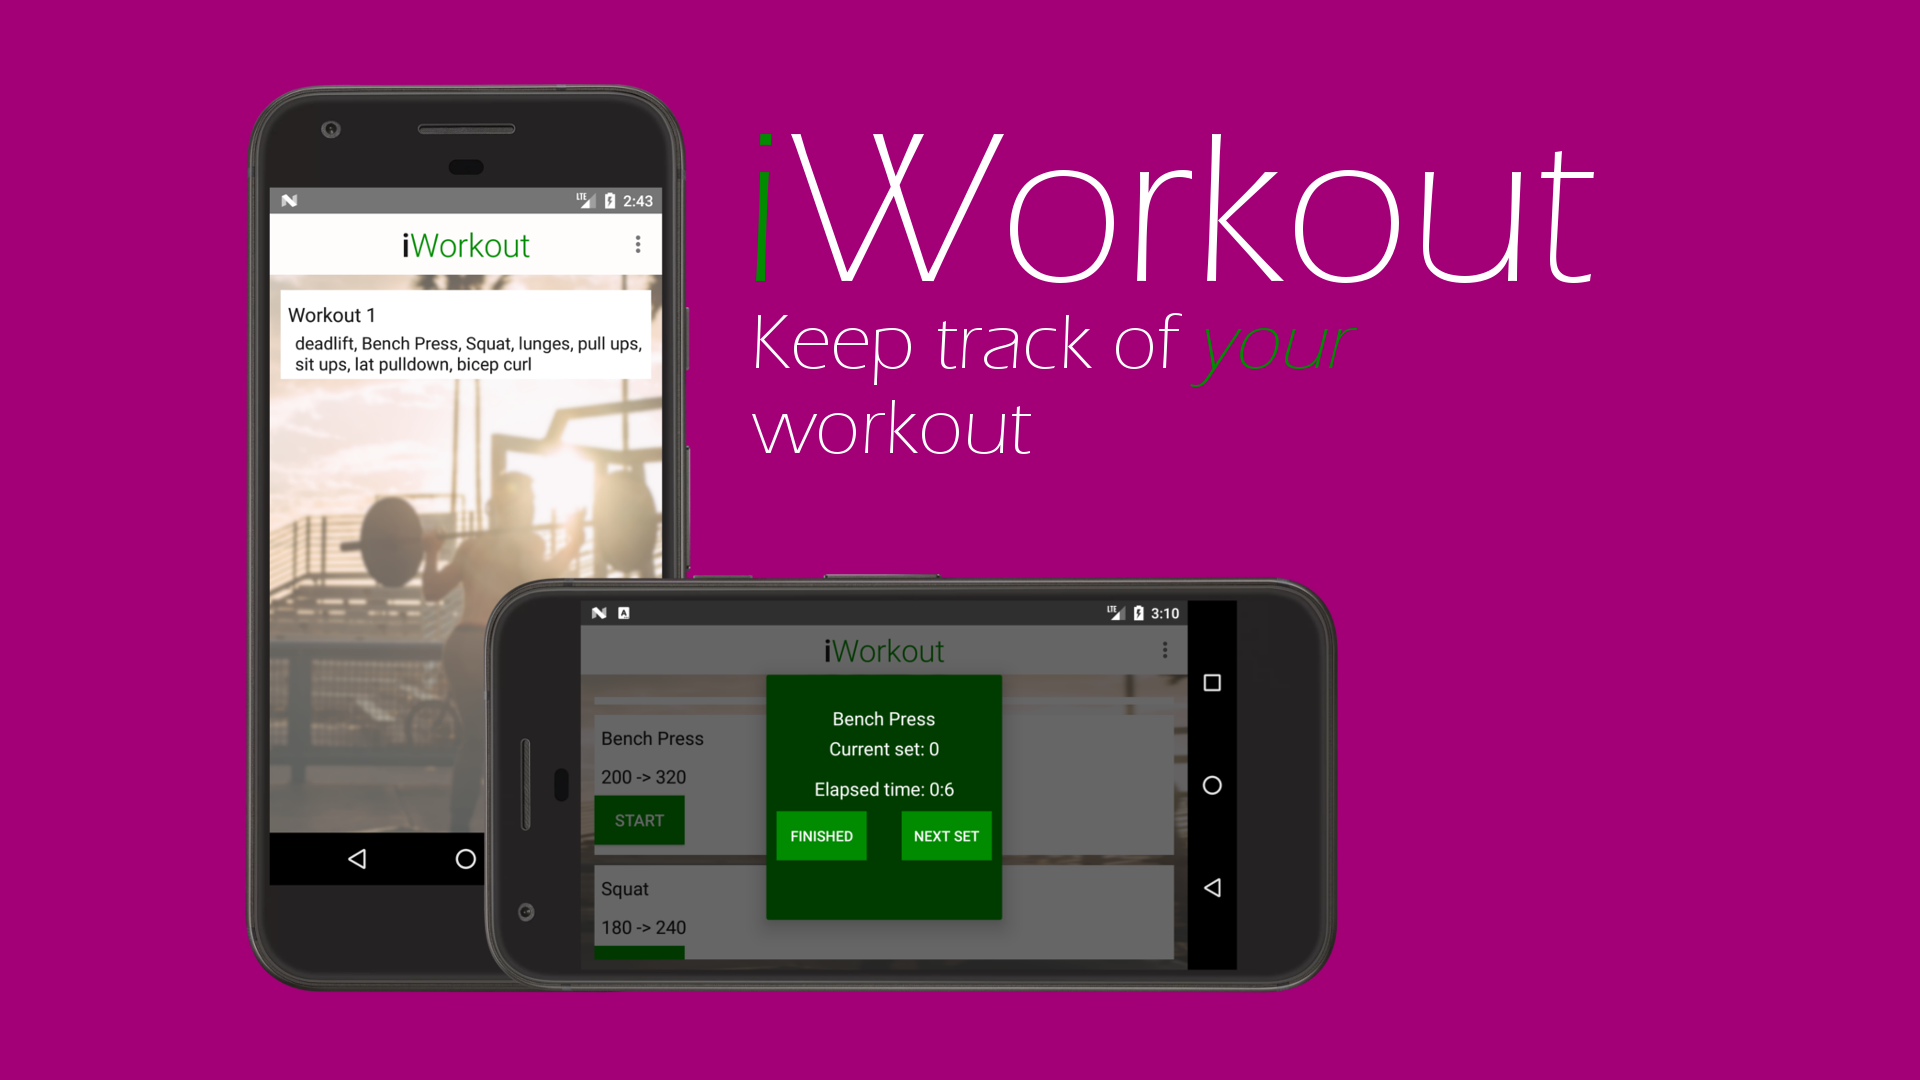 iWorkout
Keep track of your
workout
LTE 2:43
iWorkout
Workout 1
deadlift, Bench Press, Squat, lunges, pull ups,
sit ups, lat pulldown, bicep curl
LTE 3:10
iWorkout
Bench Press
200 -> 320
START
Squat
180 -> 240
Bench Press
Current set: 0
Elapsed time: 0:6
FINISHED NEXT SET